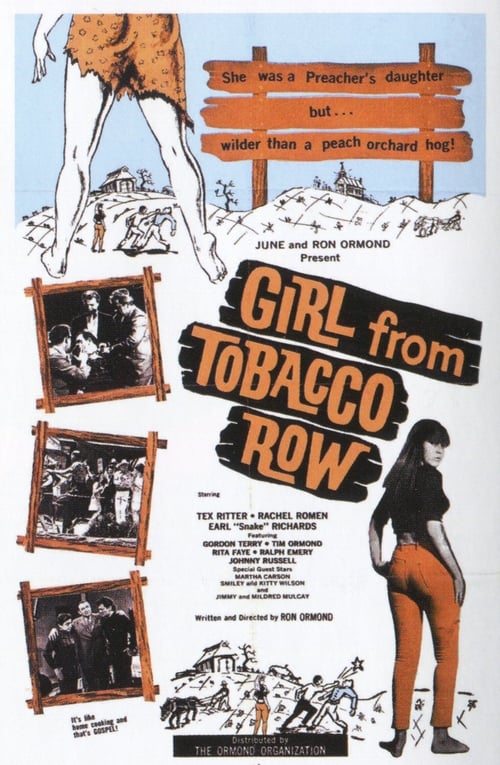 She was a Preacher's daughter
but...
wilder than a peach orchard hog!
JUNE and RON ORMOND
Present
GIRL from
TOBACCO
ROW
Starring
TEX RITTER • RACHEL ROMEN
EARL "Snake" RICHARDS
Featuring
GORDON TERRY • TIM ORMOND
RITA FAYE • RALPH EMERY
JOHNNY RUSSELL
Special Guest Stars
MARTHA CARSON
SMILEY and KITTY WILSON
and
JIMMY and MILDRED MULCAY
Written and Directed by RON ORMOND
It's like
home cooking and
that's GOSPEL!
Distributed by
THE ORMOND ORGANIZATION